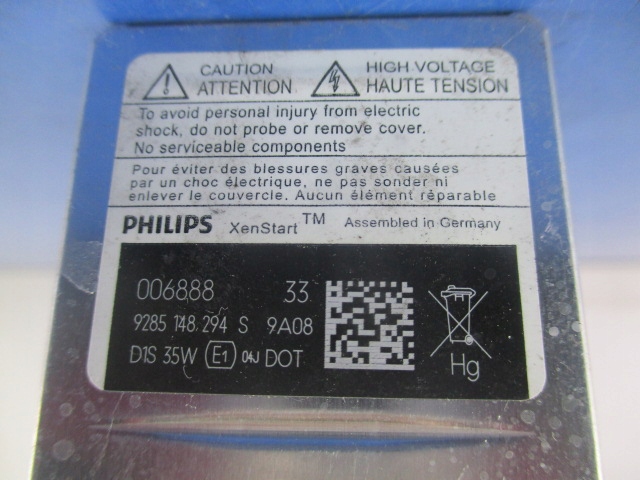 CAUTION
ATTENTION
HIGH VOLTAGE
HAUTE TENSION
To avoid personal injury from electric
shock, do not probe or remove cover.
No serviceable components
Pour éviter des blessures graves causées
par un choc électrique, ne pas sonder ni
enlever le couvercle. Aucun élément réparable
PHILIPS XenStart™ Assembled in Germany
006888 33
9285 148 294 S 9A08
D1S 35W E1 04J DOT
Hg